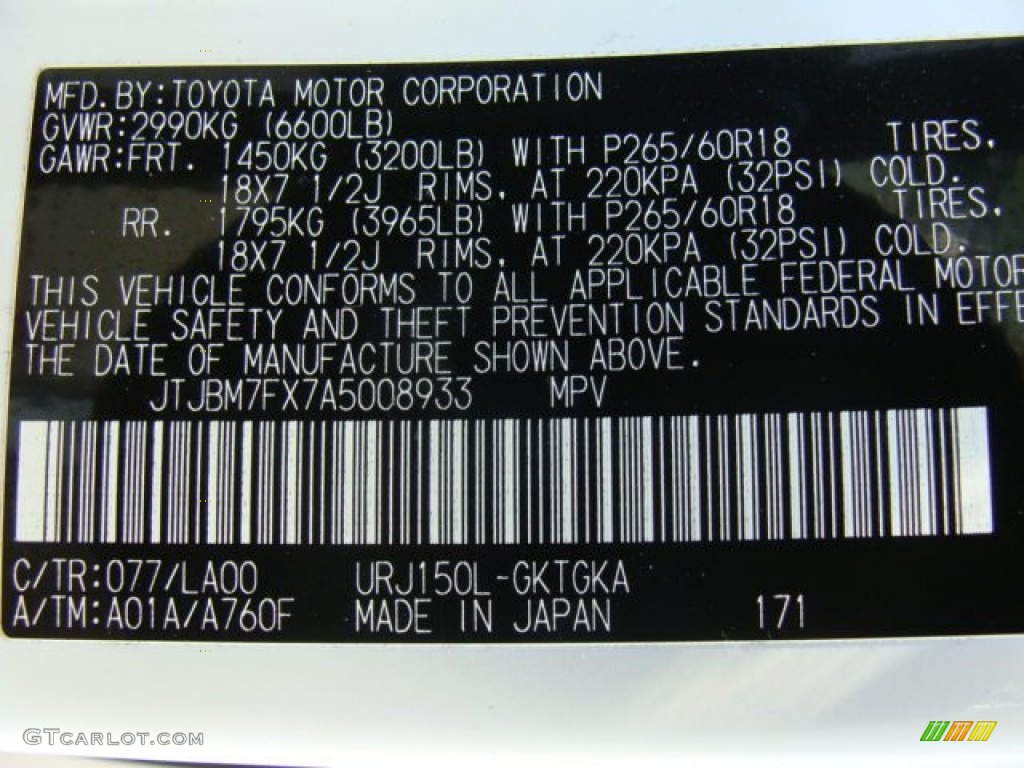 MFD.BY:TOYOTA MOTOR CORPORATION
GVWR:2990KG (6600LB)
GAWR:FRT. 1450KG (3200LB) WITH P265/60R18 TIRES,
18X7 1/2J RIMS, AT 220KPA (32PSI) COLD.
RR. 1795KG (3965LB) WITH P265/60R18 TIRES,
18X7 1/2J RIMS, AT 220KPA (32PSI) COLD.
THIS VEHICLE CONFORMS TO ALL APPLICABLE FEDERAL MOTOR
VEHICLE SAFETY AND THEFT PREVENTION STANDARDS IN EFFE
THE DATE OF MANUFACTURE SHOWN ABOVE.
JTJBM7FX7A5008933 MPV
C/TR:077/LA00 URJ150L-GKTGKA
A/TM:A01A/A760F MADE IN JAPAN 171
GTCARLOT.COM